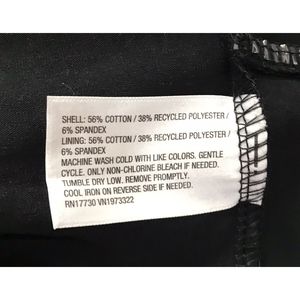 SHELL: 56% COTTON / 38% RECYCLED POLYESTER /
6% SPANDEX
LINING: 56% COTTON / 38% RECYCLED POLYESTER /
6% SPANDEX
MACHINE WASH COLD WITH LIKE COLORS. GENTLE
CYCLE. ONLY NON-CHLORINE BLEACH IF NEEDED.
TUMBLE DRY LOW. REMOVE PROMPTLY.
COOL IRON ON REVERSE SIDE IF NEEDED.
RN17730 VN1973322